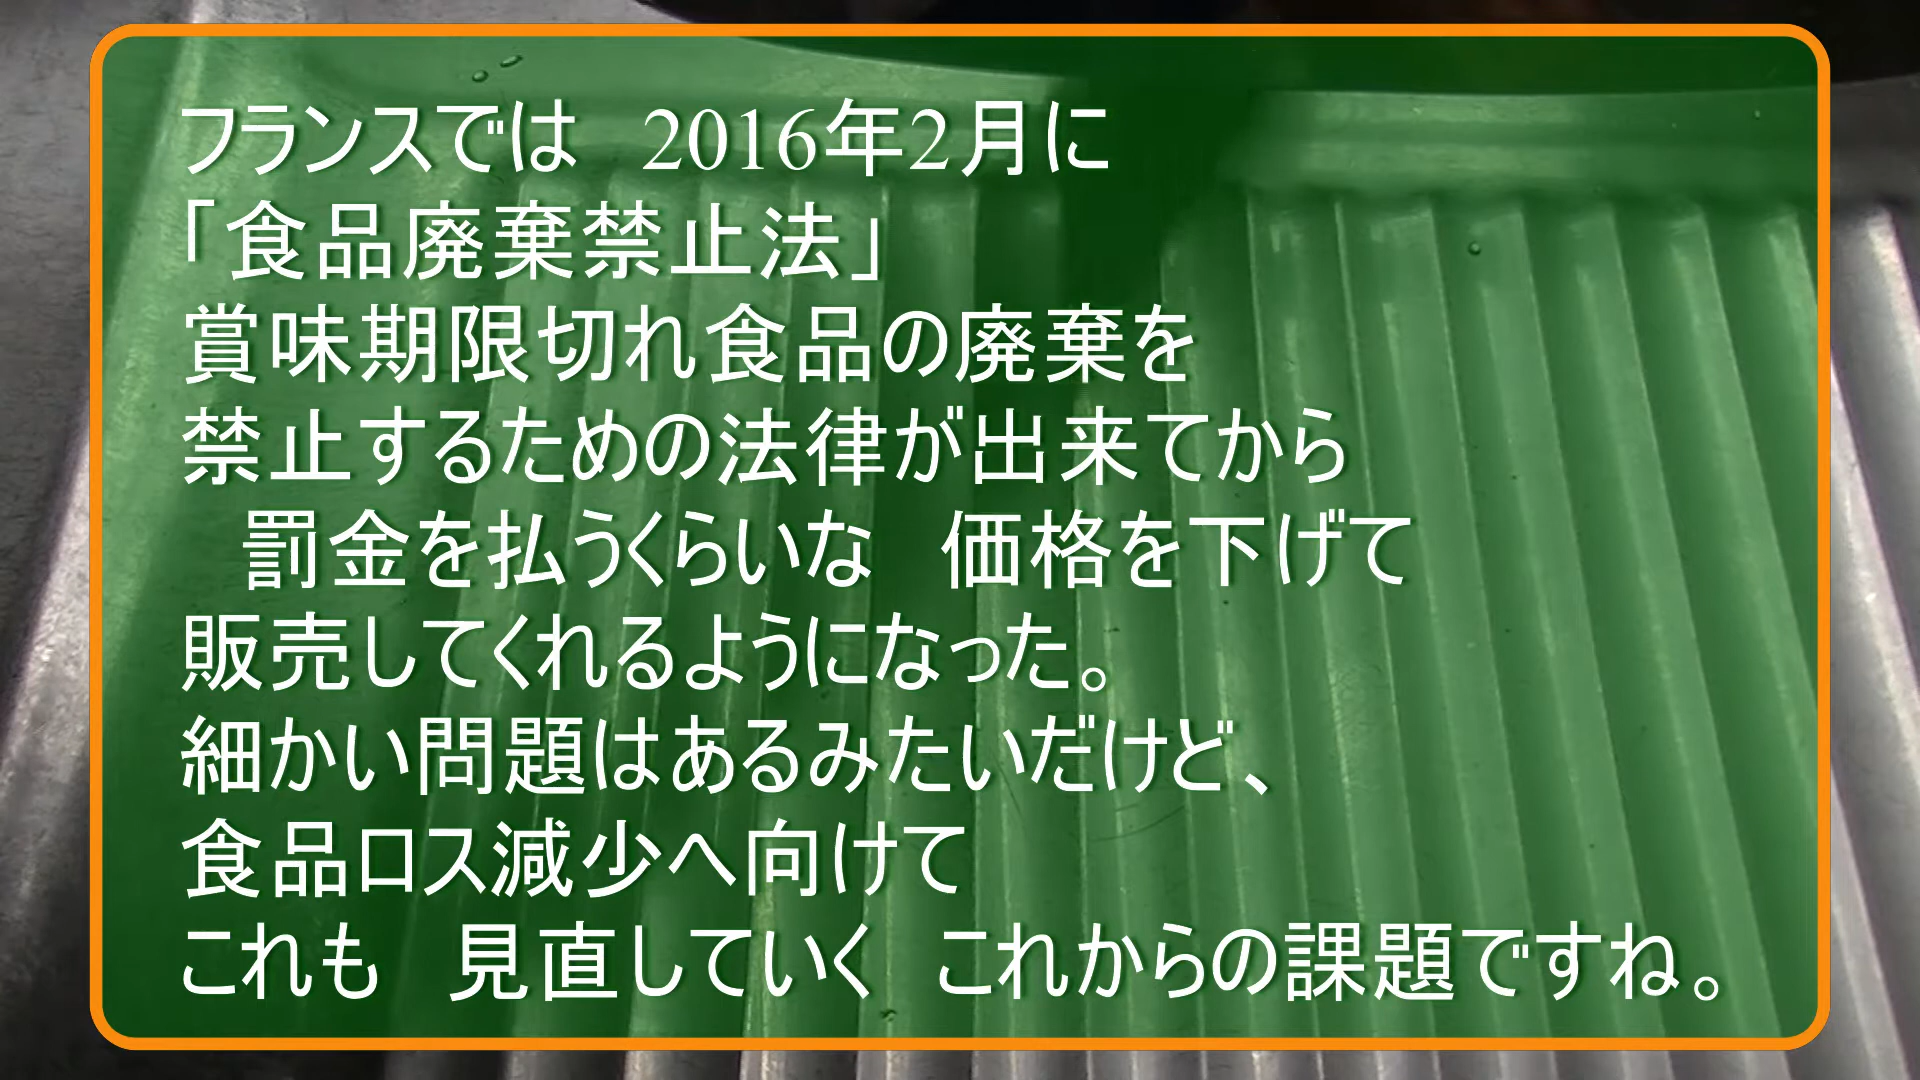 フランスでは　2016年2月に
「食品廃棄禁止法」
賞味期限切れ食品の廃棄を
禁止するための法律が出来てから
　罰金を払うくらいな　価格を下げて
販売してくれるようになった。
細かい問題はあるみたいだけど、
食品ロス減少へ向けて
これも　見直していく　これからの課題ですね。